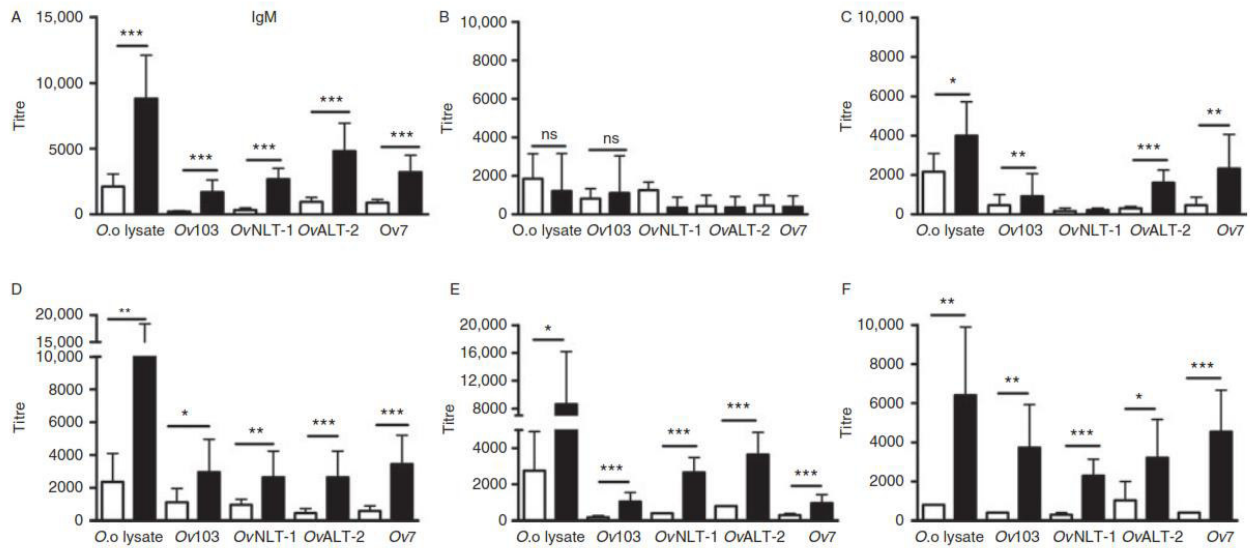 A
IgM
15,000
10,000
5000
0
Titre
***
***
***
***
***
O.o lysate Ov103 OvNLT-1 OvALT-2 Ov7
B
10,000
8000
6000
4000
2000
0
Titre
ns
ns
O.o lysate Ov103 OvNLT-1 OvALT-2 Ov7
C
10,000
8000
6000
4000
2000
0
Titre
*
**
***
**
O.o lysate Ov103 OvNLT-1 OvALT-2 Ov7
D
20,000
15,000
10,000
8000
6000
4000
2000
0
Titre
**
*
**
***
***
O.o lysate Ov103 OvNLT-1 OvALT-2 Ov7
E
20,000
16,000
12,000
8000
4000
2000
0
Titre
*
***
***
***
***
O.o lysate Ov103 OvNLT-1 OvALT-2 Ov7
F
10,000
8000
6000
4000
2000
0
Titre
**
**
***
*
***
O.o lysate Ov103 OvNLT-1 OvALT-2 Ov7